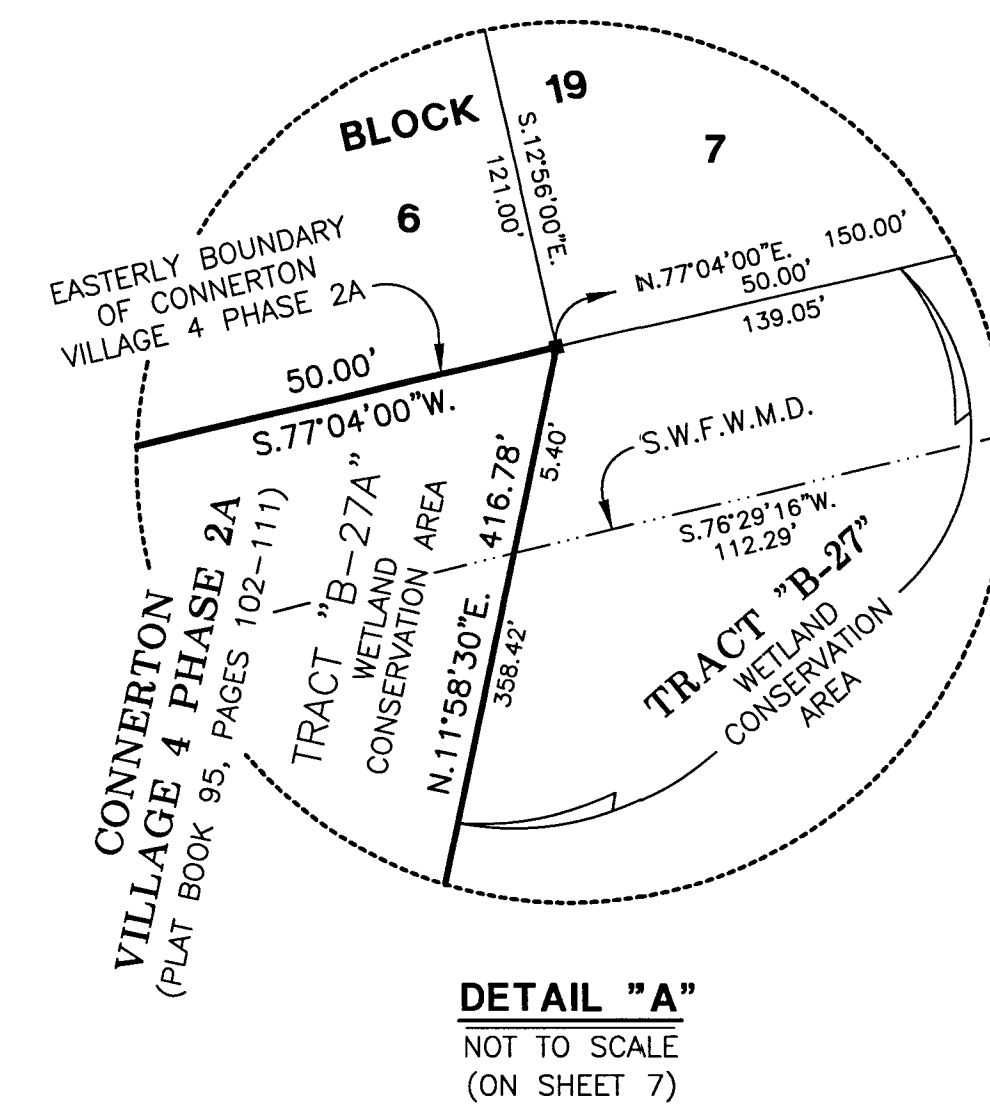 BLOCK 19
6
7
S.12°56'00"E.
121.00'
EASTERLY BOUNDARY
OF CONNERTON
VILLAGE 4 PHASE 2A
N.77°04'00"E. 150.00'
50.00'
139.05'
50.00'
S.77°04'00"W.
S.W.F.W.M.D.
S.76°29'16"W.
112.29'
5.40'
N.11°58'30"E. 416.78'
358.42'
TRACT "B-27A"
WETLAND
CONSERVATION AREA
CONNERTON
VILLAGE 4 PHASE 2A
(PLAT BOOK 95, PAGES 102-111)
TRACT "B-27"
WETLAND
CONSERVATION
AREA
DETAIL "A"
NOT TO SCALE
(ON SHEET 7)